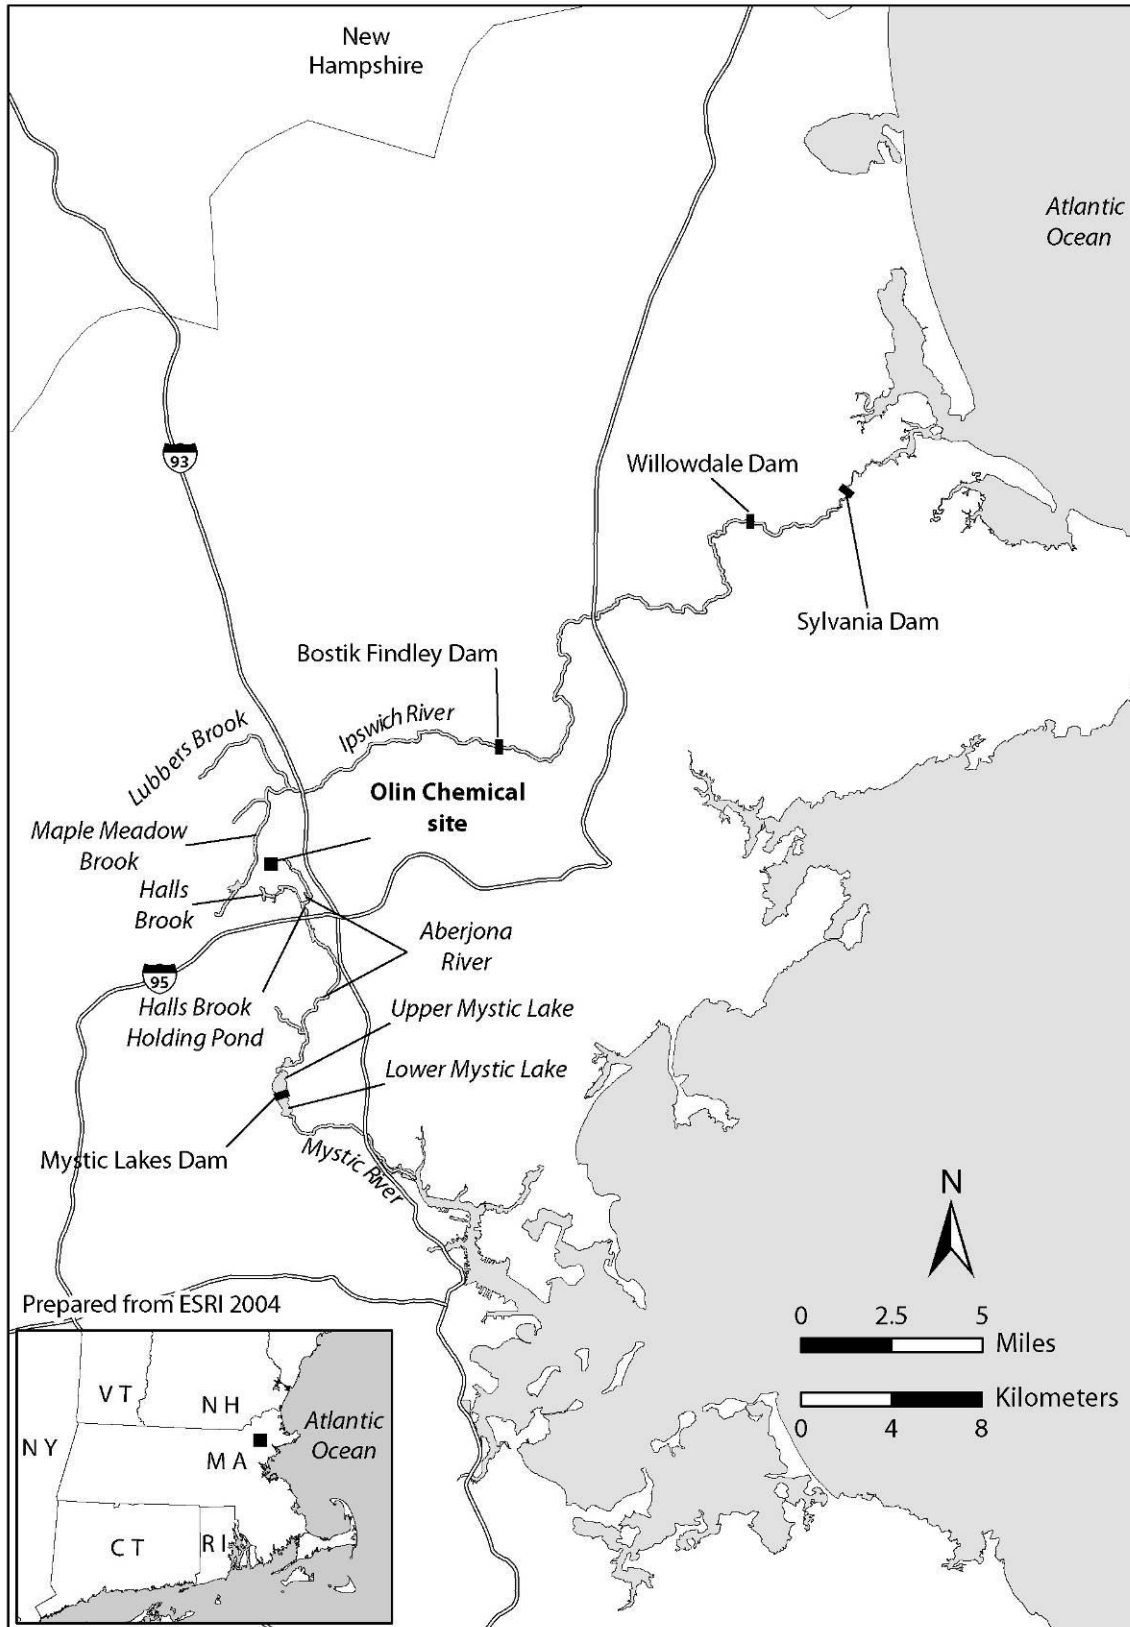 New
Hampshire
Atlantic
Ocean
93
Willowdale Dam
Sylvania Dam
Bostik Findley Dam
Ipswich River
Lubbers Brook
Olin Chemical
site
Maple Meadow
Brook
Halls
Brook
Aberjona
River
95
Halls Brook
Holding Pond
Upper Mystic Lake
Lower Mystic Lake
Mystic Lakes Dam
Mystic River
N
Prepared from ESRI 2004
0 2.5 5
Miles
Kilometers
0 4 8
VT
NH
Atlantic
Ocean
NY
MA
CT
RI